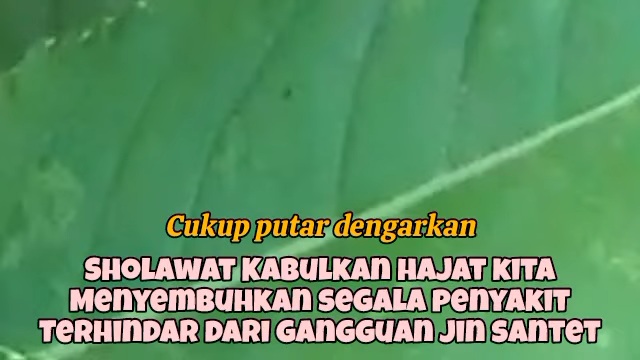 Cukup putar dengarkan
SHOLAWAT KABULKAN HAJAT KITA
MENYEMBUHKAN SEGALA PENYAKIT
TERHINDAR DARI GANGGUAN JIN SANTET